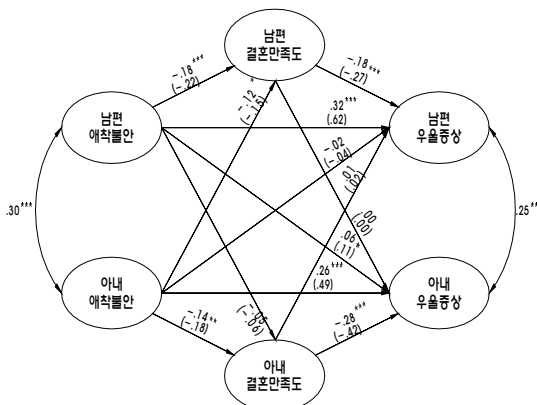 남편
결혼만족도
-.18***
(-.22)
-.18***
(-.27)
-.12*
(-.15)
남편
애착불안
.32***
(.62)
남편
우울증상
-.02
(-.04)
.01
(.02)
.30***
.25**
.00
(.00)
.06*
(.11)
아내
애착불안
.26***
(.49)
아내
우울증상
-.14**
(-.18)
-.05
(-.06)
-.28***
(-.42)
아내
결혼만족도